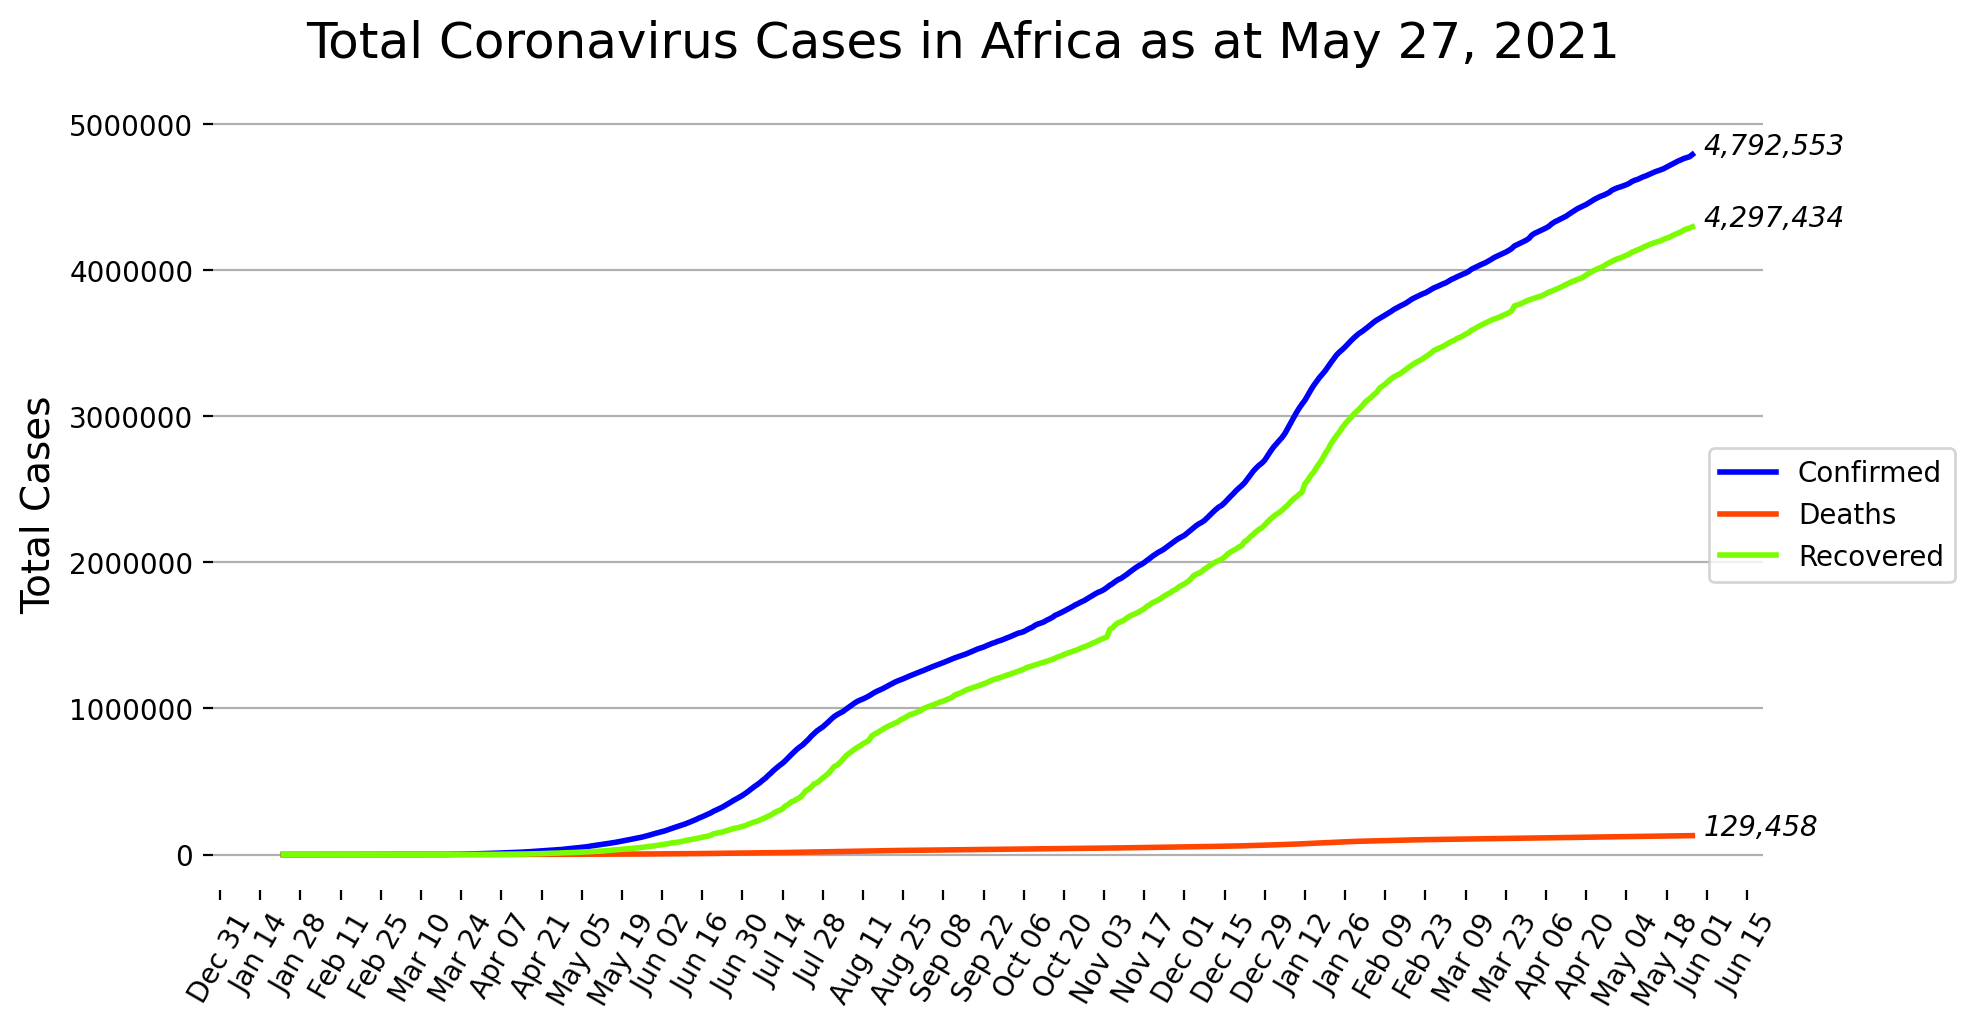 Total Coronavirus Cases in Africa as at May 27, 2021
Total Cases
5000000
4000000
3000000
2000000
1000000
0
4,792,553
4,297,434
129,458
Confirmed
Deaths
Recovered
Dec 31
Jan 14
Jan 28
Feb 11
Feb 25
Mar 10
Mar 24
Apr 07
Apr 21
May 05
May 19
Jun 02
Jun 16
Jun 30
Jul 14
Jul 28
Aug 11
Aug 25
Sep 08
Sep 22
Oct 06
Oct 20
Nov 03
Nov 17
Dec 01
Dec 15
Dec 29
Jan 12
Jan 26
Feb 09
Feb 23
Mar 09
Mar 23
Apr 06
Apr 20
May 04
May 18
Jun 01
Jun 15